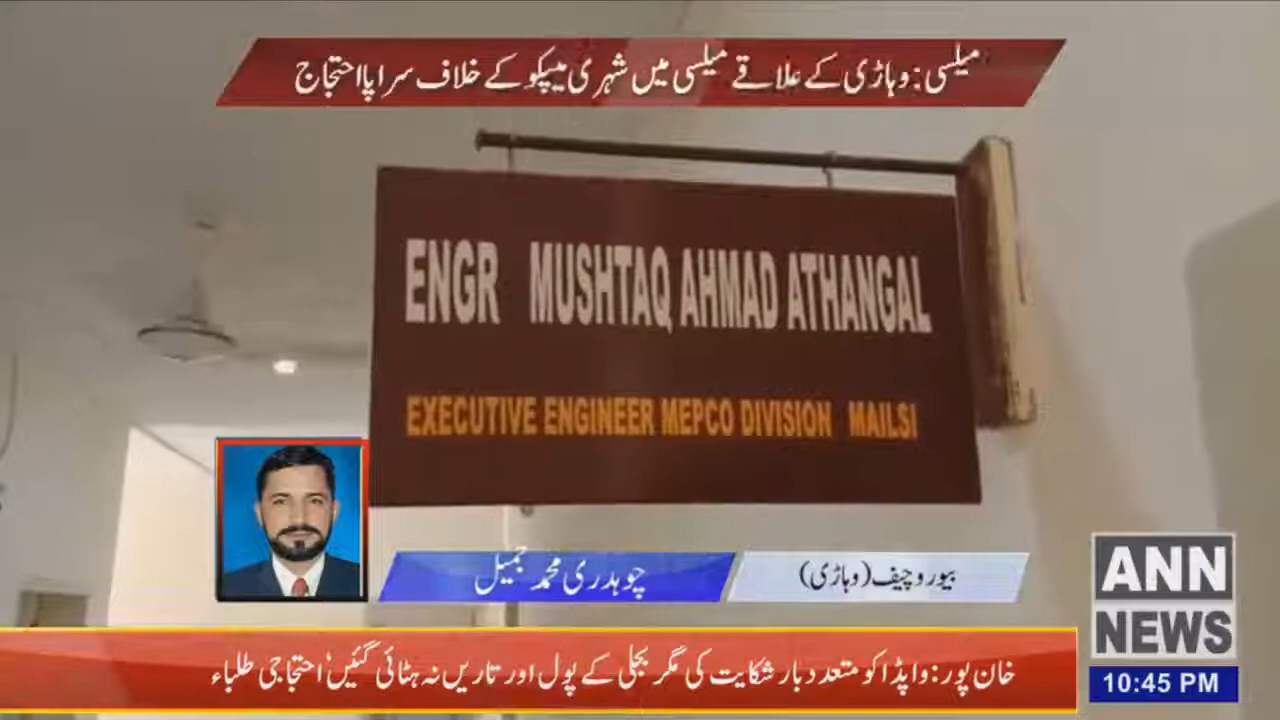 میلسی: وہاڑی کے علاقے میلسی میں شہری میپکو کے خلاف سراپا احتجاج
ENGR MUSHTAQ AHMAD ATHANGAL
EXECUTIVE ENGINEER MEPCO DIVISION MAILSI
بیورو چیف (وہاڑی)
چوہدری محمد جمیل
ANN
NEWS
10:45 PM
خان پور: واپڈا کو متعدد بار شکایت کی مگر بجلی کے پول اور تاریں نہ ہٹائی گئیں' احتجاجی طلباء